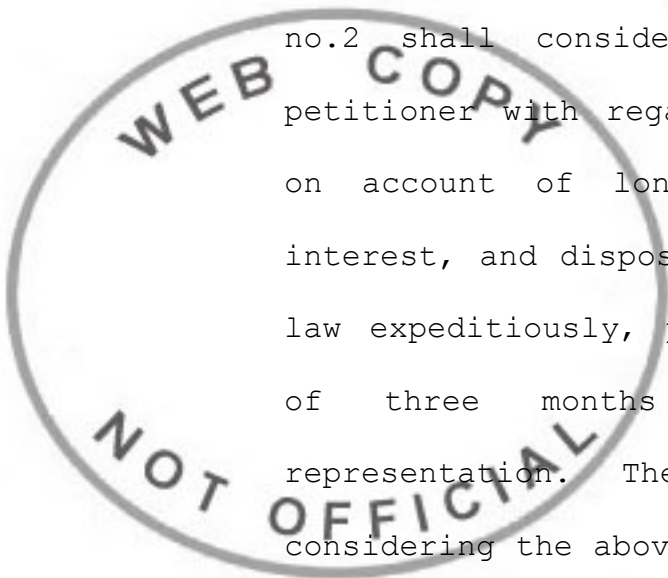 no.2 shall conside
petitioner with rega
on account of lon
interest, and dispos
law expeditiously,
of three months
representation. The
considering the abov
WEB COPY
NOT OFFICIAL